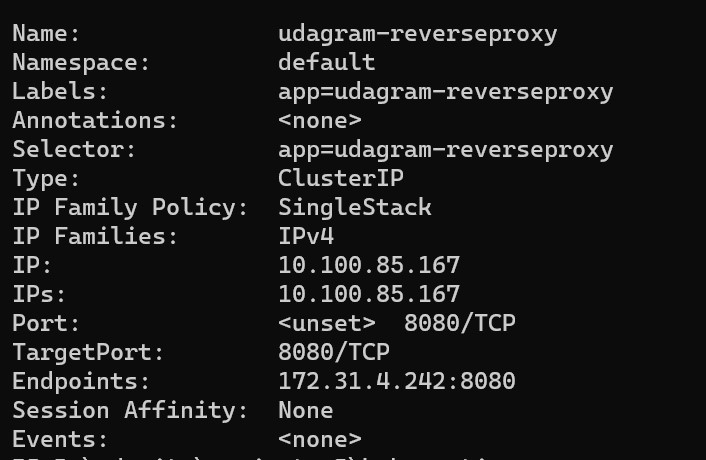 Name: udagram-reverseproxy
Namespace: default
Labels: app=udagram-reverseproxy
Annotations: <none>
Selector: app=udagram-reverseproxy
Type: ClusterIP
IP Family Policy: SingleStack
IP Families: IPv4
IP: 10.100.85.167
IPs: 10.100.85.167
Port: <unset> 8080/TCP
TargetPort: 8080/TCP
Endpoints: 172.31.4.242:8080
Session Affinity: None
Events: <none>